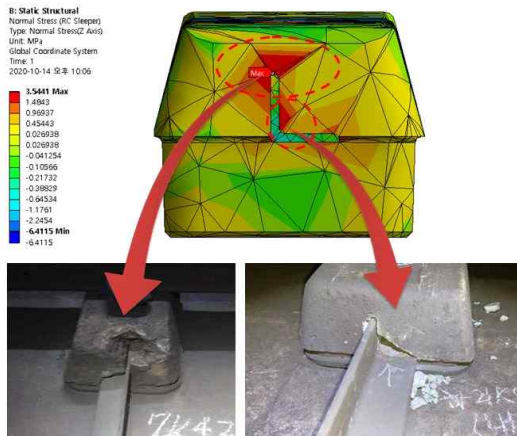 B: Static Structural
Normal Stress (RC Sleeper)
Type: Normal Stress(Z Axis)
Unit: MPa
Global Coordinate System
Time: 1
2020-10-14 오후 10:06
3.5441 Max
1.4843
0.96937
0.45443
0.026938
0.026938
-0.041254
-0.10566
-0.21732
-0.38829
-0.64534
-1.1761
-2.2454
-6.4115 Min
-6.4115
Max
7K42